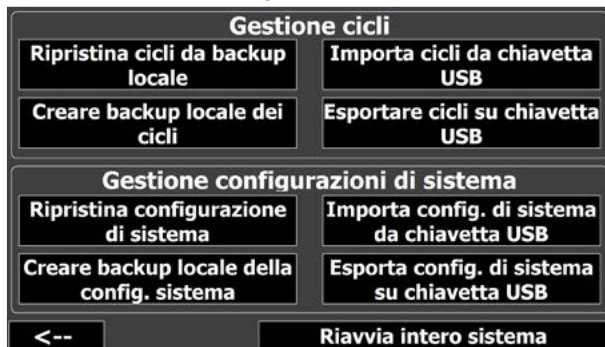 Gestione cicli
Ripristina cicli da backup
locale
Importa cicli da chiavetta
USB
Creare backup locale dei
cicli
Esportare cicli su chiavetta
USB
Gestione configurazioni di sistema
Ripristina configurazione
di sistema
Importa config. di sistema
da chiavetta USB
Creare backup locale della
config. sistema
Esporta config. di sistema
su chiavetta USB
<--
Riavvia intero sistema